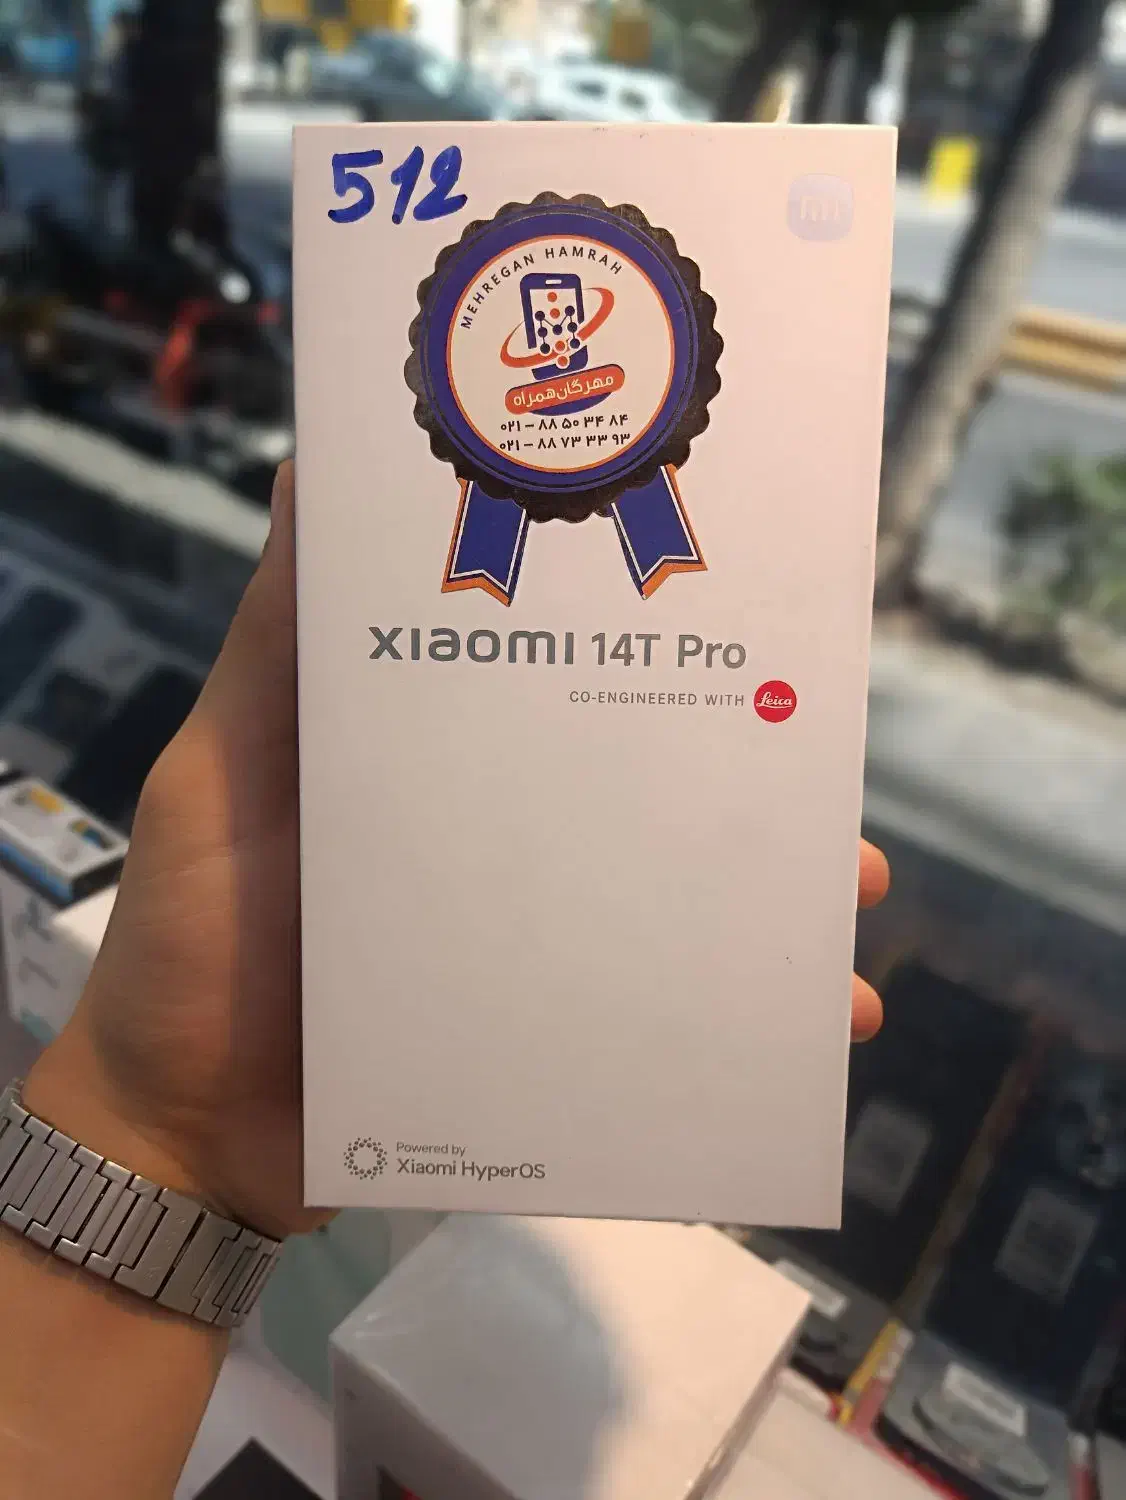 512
mi
MEHREGAN HAMRAH
مهرگان همراه
۰۲۱ – ۸۸ ۵۰ ۳۴ ۸۴
۰۲۱ – ۸۸ ۷۳ ۳۳ ۹۳
XIAOMI 14T Pro
CO-ENGINEERED WITH Leica
Powered by
Xiaomi HyperOS